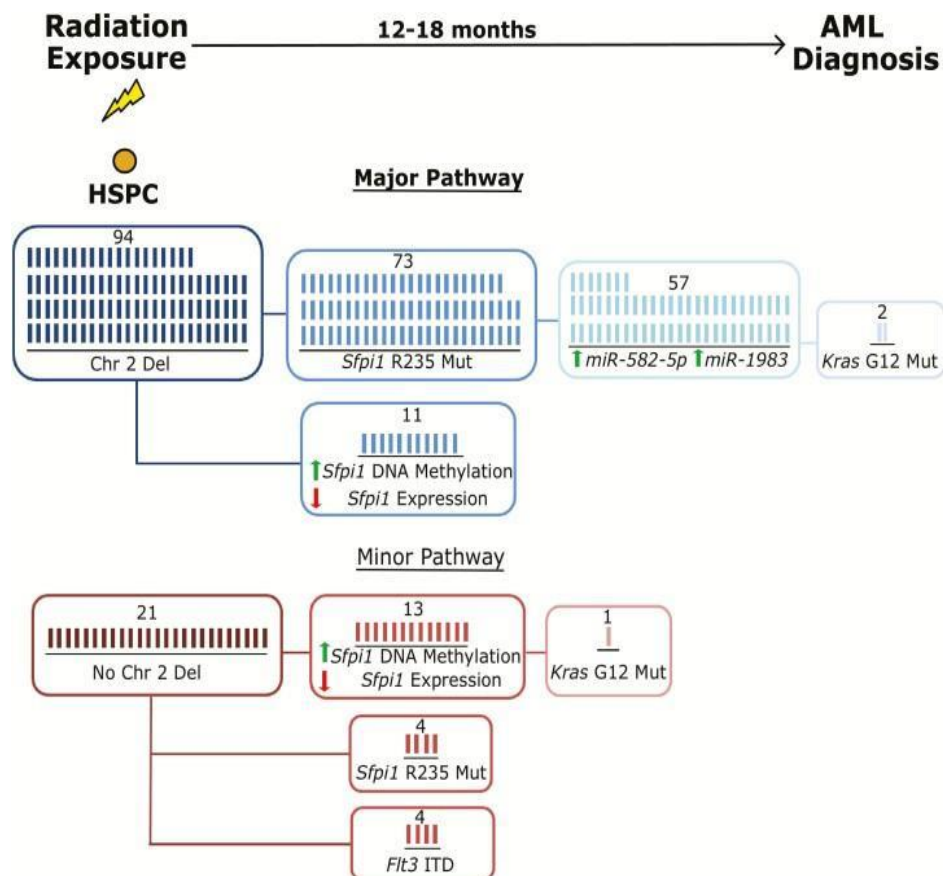 Radiation
Exposure
12-18 months
AML
Diagnosis
HSPC
Major Pathway
94
Chr 2 Del
73
Sfpi1 R235 Mut
57
miR-582-5p miR-1983
2
Kras G12 Mut
11
Sfpi1 DNA Methylation
Sfpi1 Expression
Minor Pathway
21
No Chr 2 Del
13
Sfpi1 DNA Methylation
Sfpi1 Expression
1
Kras G12 Mut
4
Sfpi1 R235 Mut
4
Flt3 ITD